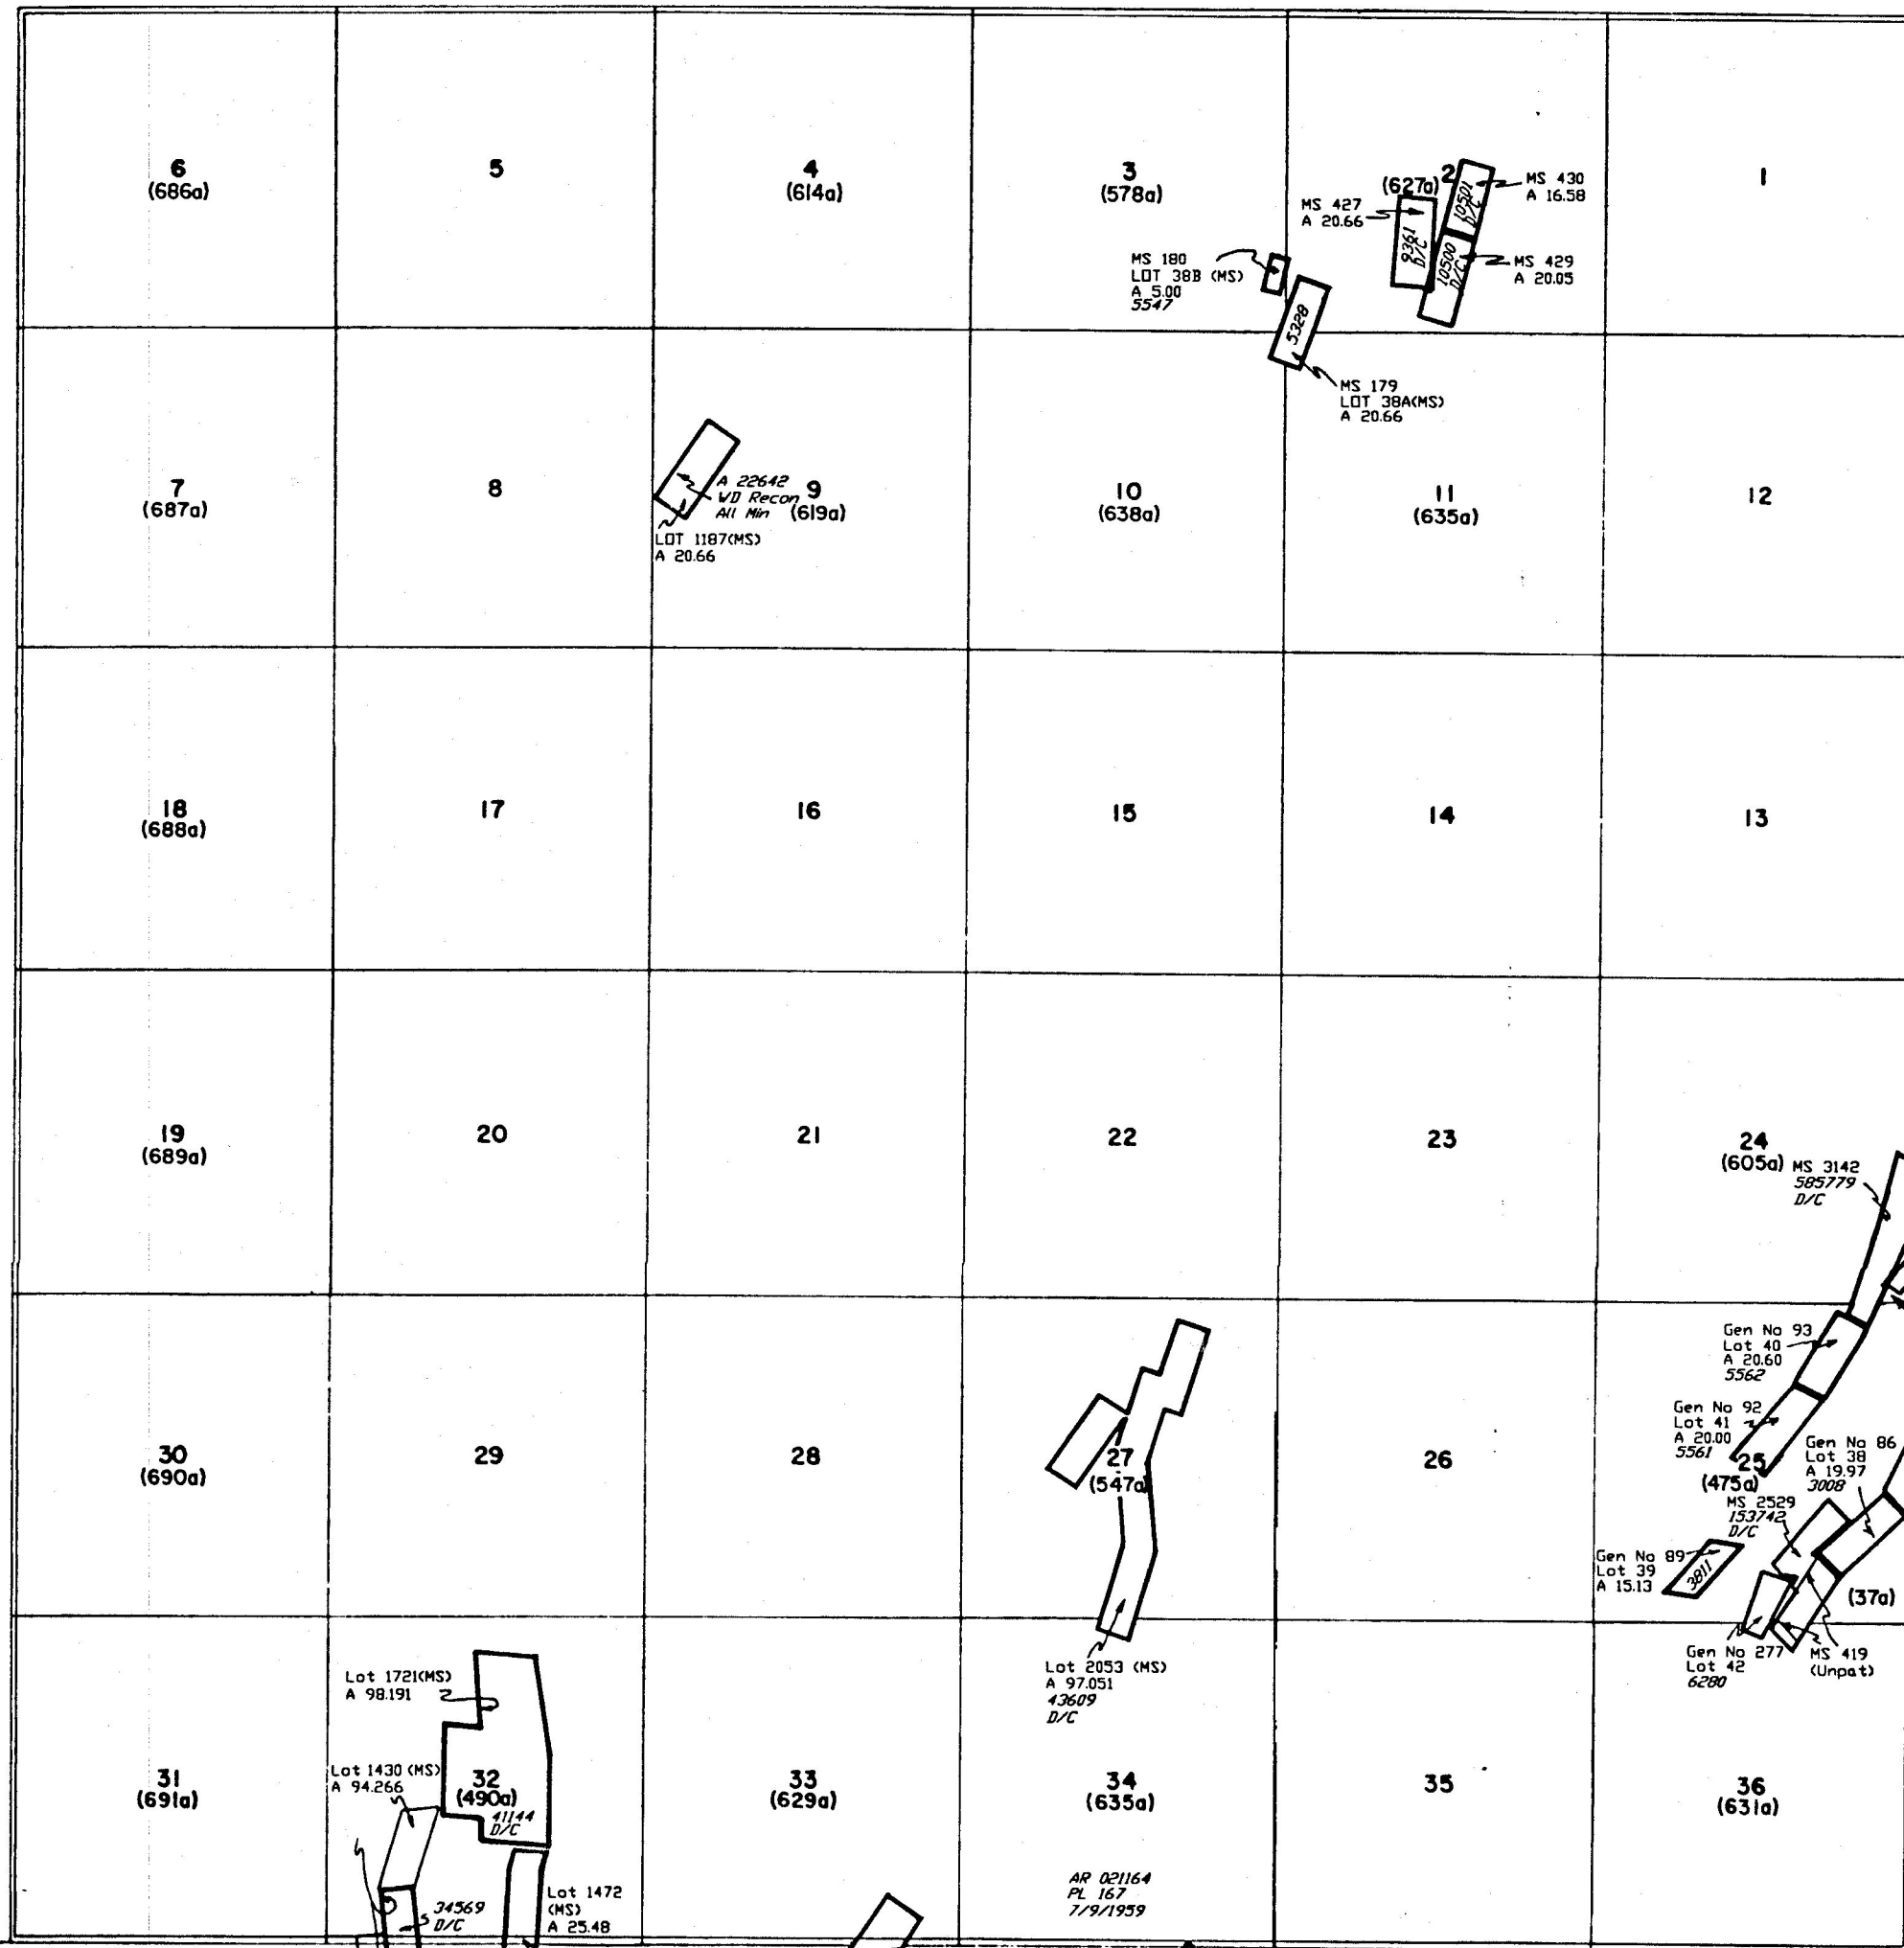 6
(686a)
5
4
(614a)
3
(578a)
2
(627a)
1
MS 427
A 20.66
9361
D/C
10501
D/C
MS 430
A 16.58
10500
D/C
MS 429
A 20.05
MS 180
LOT 38B (MS)
A 5.00
5547
5328
MS 179
LOT 38A(MS)
A 20.66
7
(687a)
8
A 22642
WD Recon
All Min
9
(619a)
LOT 1187(MS)
A 20.66
10
(638a)
11
(635a)
12
18
(688a)
17
16
15
14
13
19
(689a)
20
21
22
23
24
(605a)
MS 3142
585779
D/C
30
(690a)
29
28
27
(547a)
26
Gen No 93
Lot 40
A 20.60
5562
Gen No 92
Lot 41
A 20.00
5561
25
(475a)
Gen No 86
Lot 38
A 19.97
3008
MS 2529
153742
D/C
Gen No 89
Lot 39
A 15.13
3811
(37a)
Gen No 277
Lot 42
6280
MS 419
(Unpat)
Lot 2053 (MS)
A 97.051
43609
D/C
31
(691a)
Lot 1721(MS)
A 98.191
Lot 1430 (MS)
A 94.266
32
(490a)
41144
D/C
34569
D/C
Lot 1472
(MS)
A 25.48
33
(629a)
34
(635a)
AR 021164
PL 167
7/9/1959
35
36
(631a)